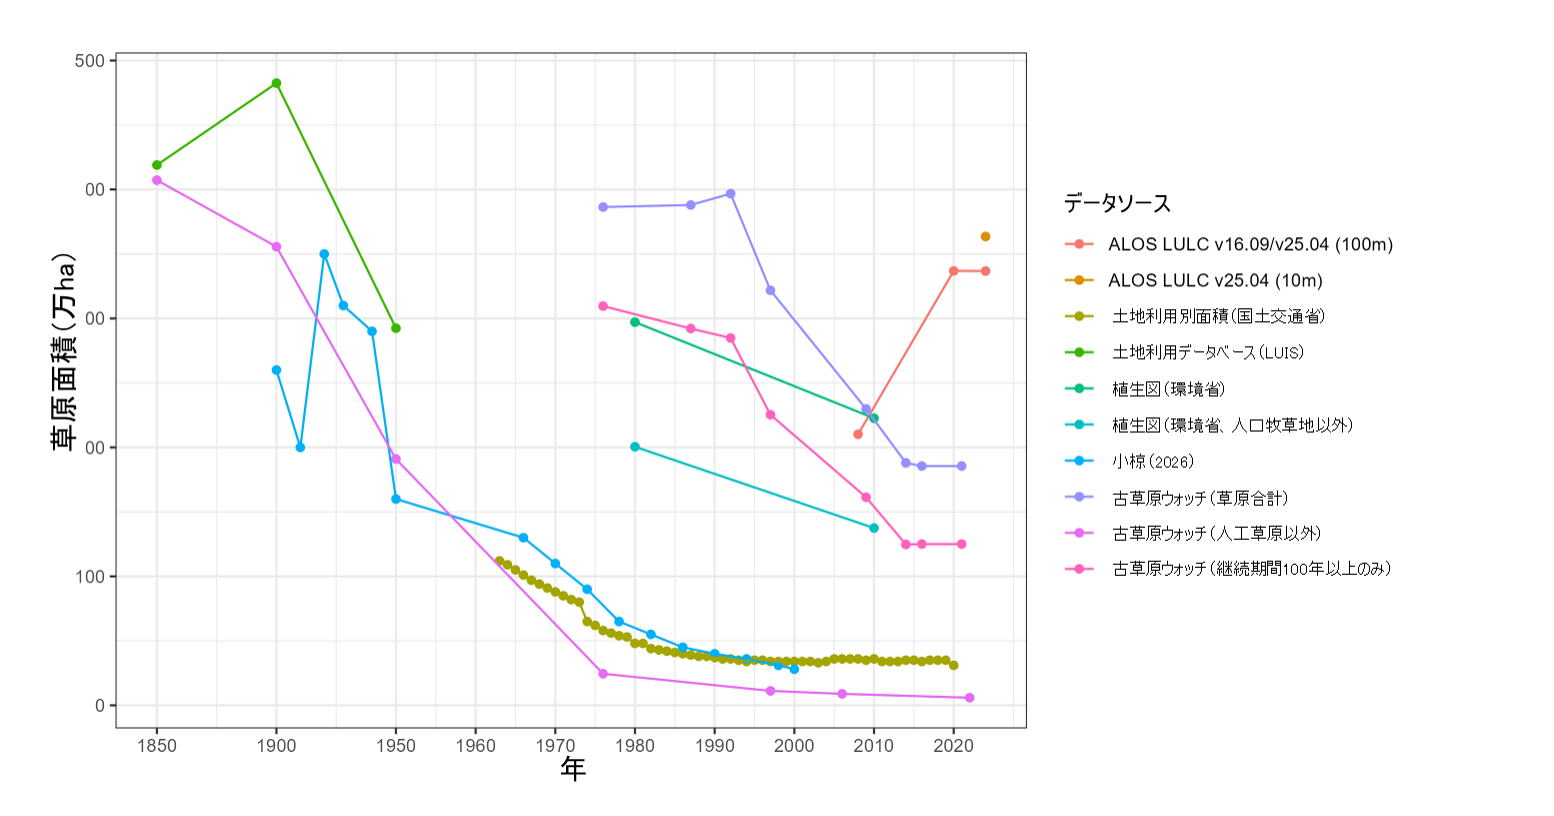 500
00
00
00
100
0
草原面積(万ha)
1850 1900 1950 1960 1970 1980 1990 2000 2010 2020
年
データソース
ALOS LULC v16.09/v25.04 (100m)
ALOS LULC v25.04 (10m)
土地利用別面積(国土交通省)
土地利用データベース(LUIS)
植生図(環境省)
植生図(環境省、人口牧草地以外)
小椋(2026)
古草原ウォッチ(草原合計)
古草原ウォッチ(人工草原以外)
古草原ウォッチ(継続期間100年以上のみ)